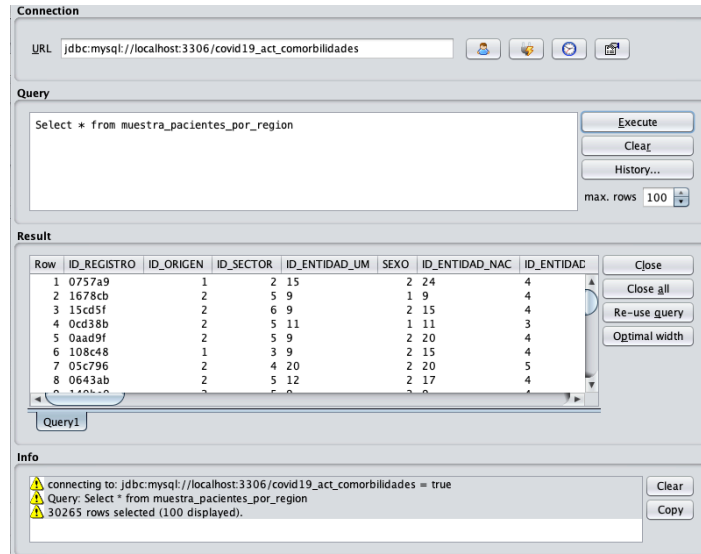 Connection
URL jdbc:mysql://localhost:3306/covid19_act_comorbilidades
Query
Select * from muestra_pacientes_por_region
Execute
Clear
History...
max. rows 100
Result
Row ID_REGISTRO ID_ORIGEN ID_SECTOR ID_ENTIDAD_UM SEXO ID_ENTIDAD_NAC ID_ENTIDAD
1 0757a9 1 2 15 2 24 4
2 1678cb 2 5 9 1 9 4
3 15cd5f 2 6 9 2 15 4
4 0cd38b 2 5 11 1 11 3
5 0aad9f 2 5 9 2 20 4
6 108c48 1 3 9 2 15 4
7 05c796 2 4 20 2 20 5
8 0643ab 2 5 12 2 17 4
Close
Close all
Re-use query
Optimal width
Query1
Info
connecting to: jdbc:mysql://localhost:3306/covid19_act_comorbilidades = true
Query: Select * from muestra_pacientes_por_region
30265 rows selected (100 displayed).
Clear
Copy